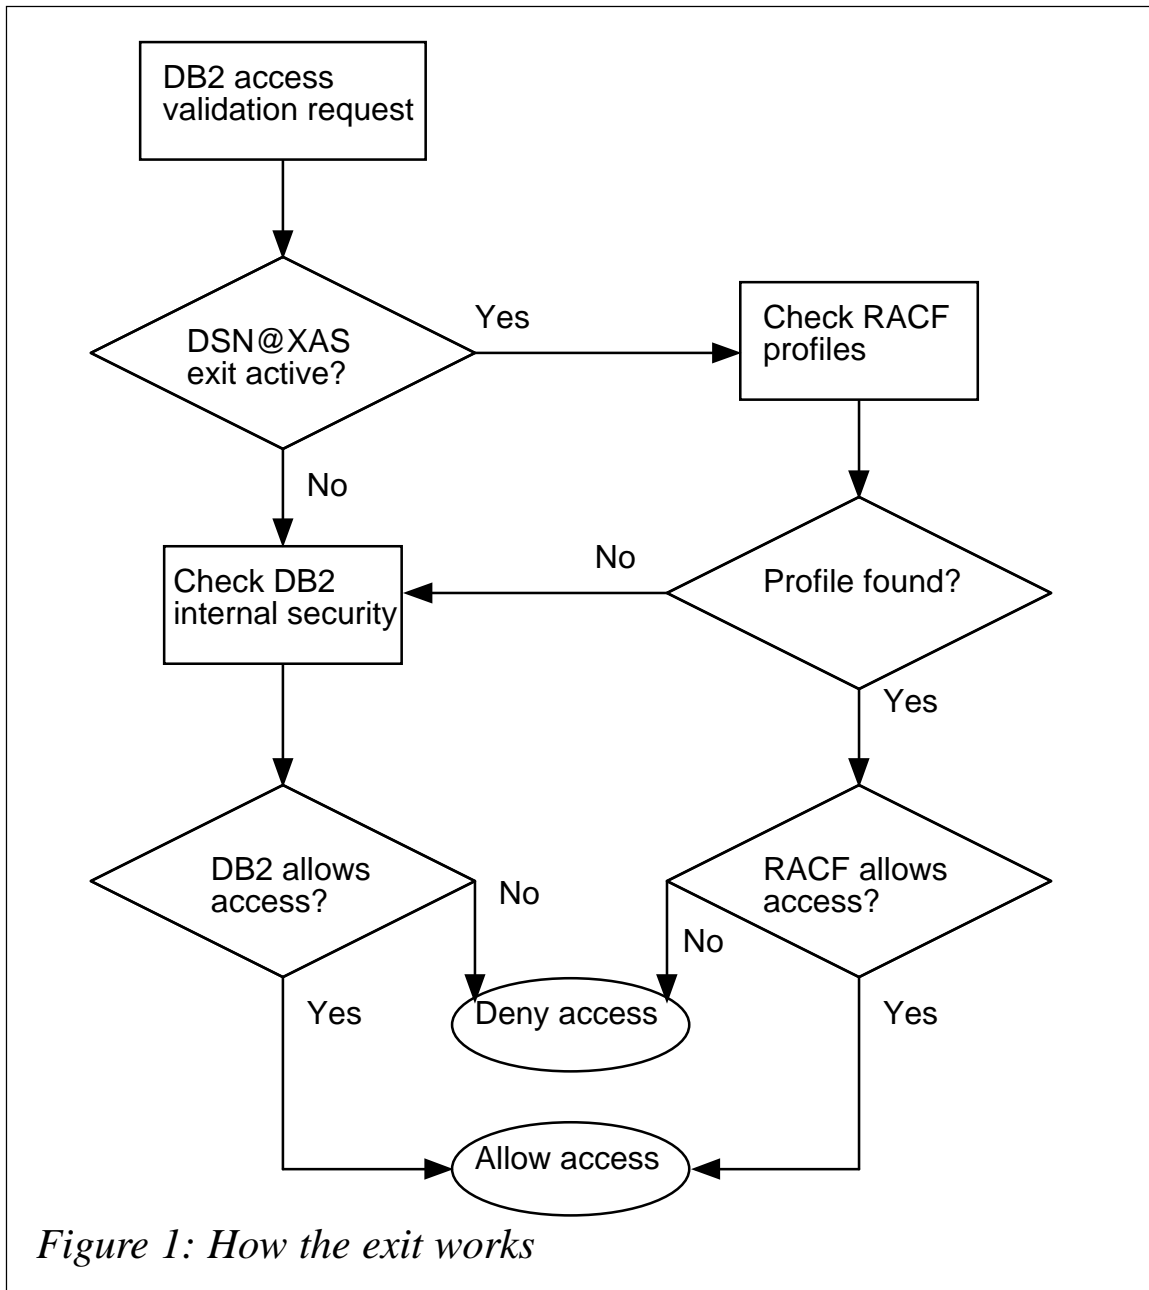 DB2 access
validation request
DSN@XAS
exit active?
Yes
Check RACF
profiles
No
Check DB2
internal security
No
Profile found?
Yes
DB2 allows
access?
No
RACF allows
access?
No
Yes
Deny access
Yes
Allow access
Figure 1: How the exit works